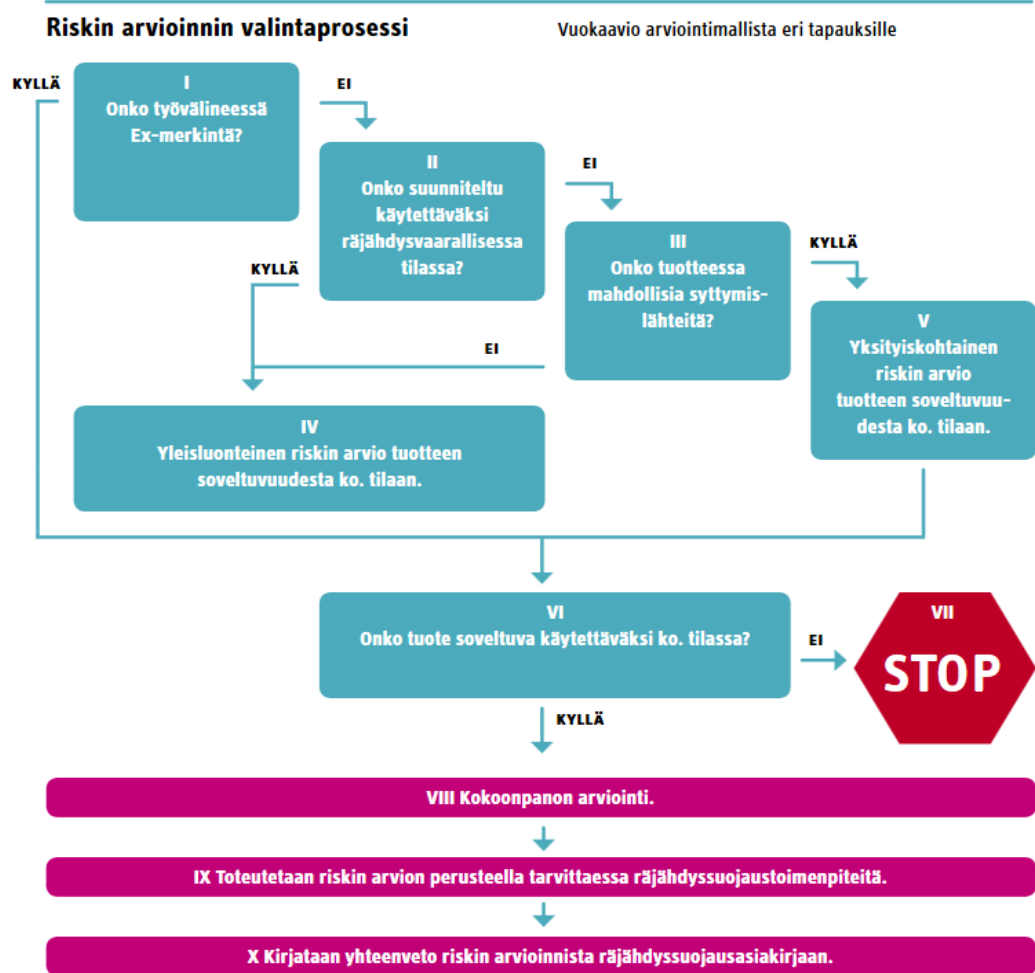 Riskin arvioinnin valintaprosessi
Vuokaavio arviointimallista eri tapauksille
KYLLÄ
I
Onko työvälineessä
Ex-merkintä?
EI
II
Onko suunniteltu
käytettäväksi
räjähdysvaarallisessa
tilassa?
EI
KYLLÄ
III
Onko tuotteessa
mahdollisia syttymis-
lähteitä?
KYLLÄ
EI
V
Yksityiskohtainen
riskin arvio
tuotteen soveltuvuu-
desta ko. tilaan.
IV
Yleisluonteinen riskin arvio tuotteen
soveltuvuudesta ko. tilaan.
VI
Onko tuote soveltuva käytettäväksi ko. tilassa?
EI
VII
STOP
KYLLÄ
VIII Kokoonpanon arviointi.
IX Toteutetaan riskin arvion perusteella tarvittaessa räjähdyssuojaustoimenpiteitä.
X Kirjataan yhteenveto riskin arvioinnista räjähdyssuojausasiakirjaan.